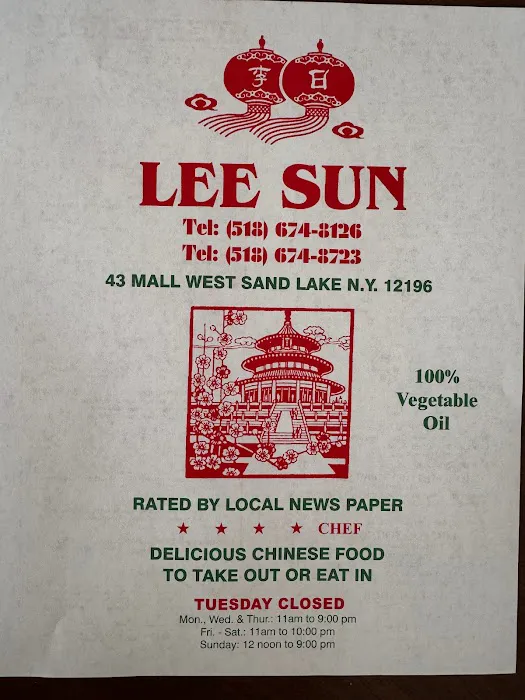 李 日
LEE SUN
Tel: (518) 674-8126
Tel: (518) 674-8723
43 MALL WEST SAND LAKE N.Y. 12196
100%
Vegetable
Oil
RATED BY LOCAL NEWS PAPER
★ ★ ★ ★ CHEF
DELICIOUS CHINESE FOOD
TO TAKE OUT OR EAT IN
TUESDAY CLOSED
Mon., Wed. & Thur.: 11am to 9:00 pm
Fri. - Sat.: 11am to 10:00 pm
Sunday: 12 noon to 9:00 pm